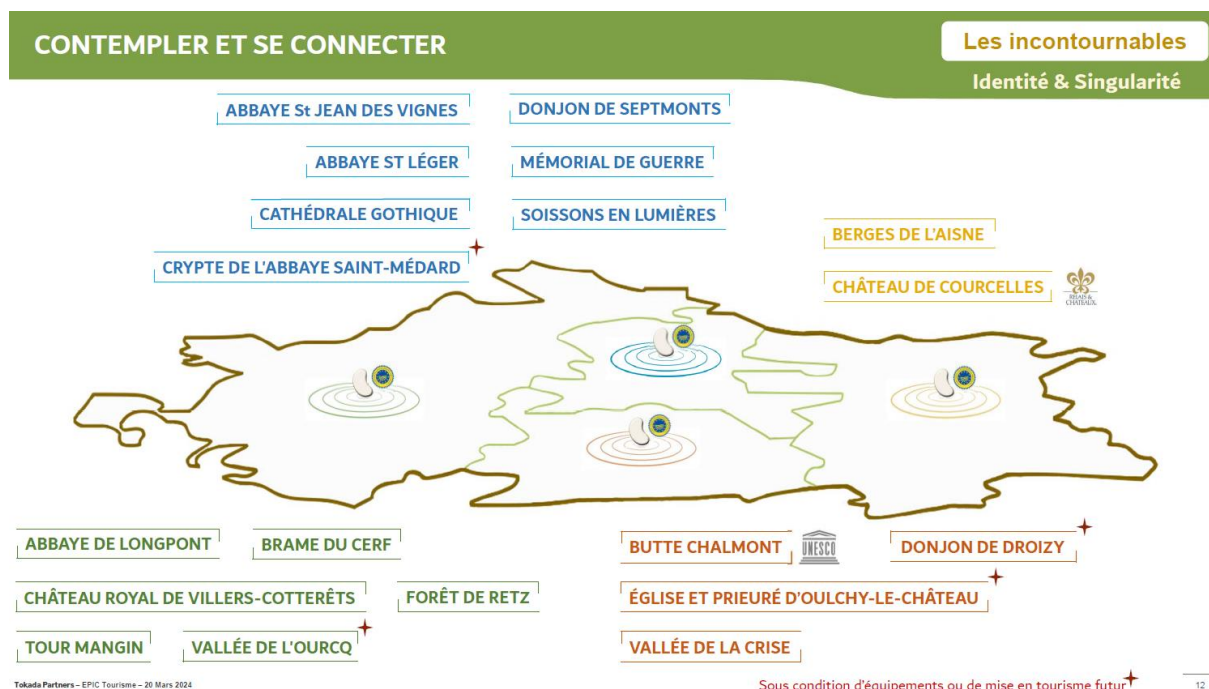 CONTEMPLER ET SE CONNECTER
Les incontournables
Identité & Singularité
ABBAYE St JEAN DES VIGNES
DONJON DE SEPTMONTS
ABBAYE ST LÉGER
MÉMORIAL DE GUERRE
CATHÉDRALE GOTHIQUE
SOISSONS EN LUMIÈRES
CRYPTE DE L'ABBAYE SAINT-MÉDARD
BERGES DE L'AISNE
CHÂTEAU DE COURCELLES
RELAIS &
CHATEAUX
ABBAYE DE LONGPONT
BRAME DU CERF
BUTTE CHALMONT
UNESCO
DONJON DE DROIZY
CHÂTEAU ROYAL DE VILLERS-COTTERÊTS
FORÊT DE RETZ
ÉGLISE ET PRIEURÉ D'OULCHY-LE-CHÂTEAU
TOUR MANGIN
VALLÉE DE L'OURCQ
VALLÉE DE LA CRISE
Tokada Partners – EPIC Tourisme – 20 Mars 2024
Sous condition d'équipements ou de mise en tourisme futur
12